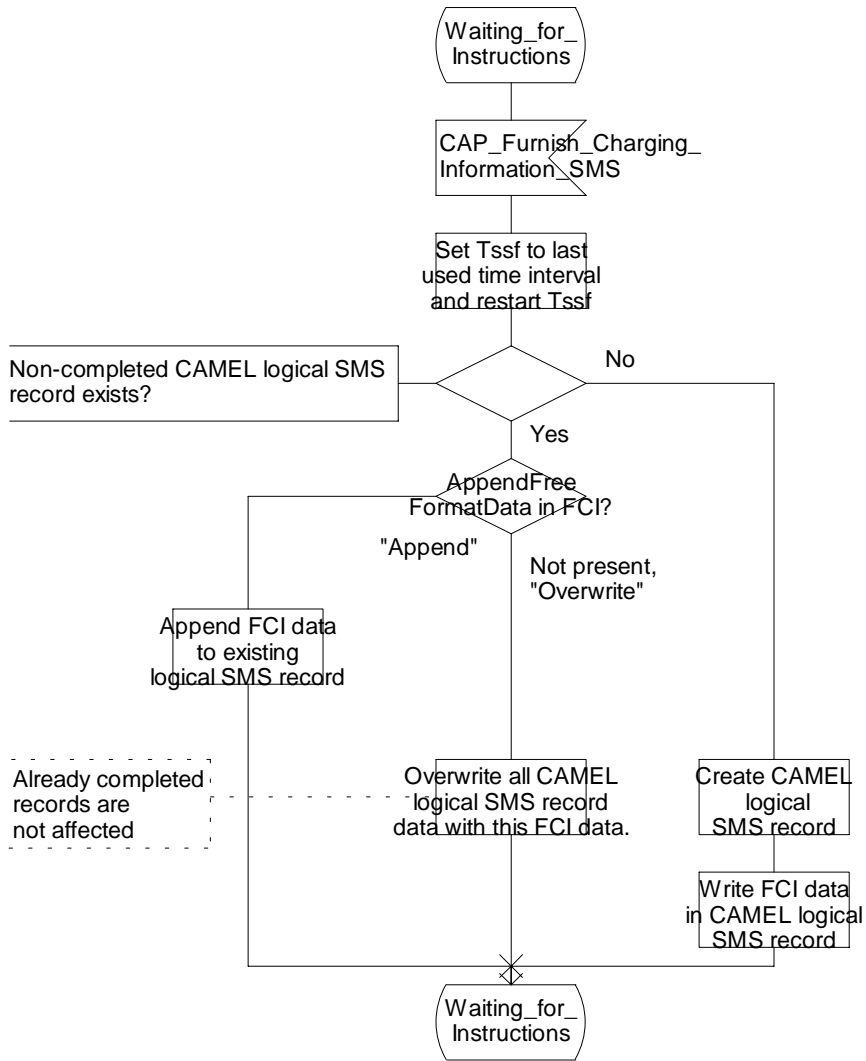 Waiting_for_
Instructions
CAP_Furnish_Charging_
Information_SMS
Set Tssf to last
used time interval
and restart Tssf
Non-completed CAMEL logical SMS
record exists?
No
Yes
AppendFree
FormatData in FCI?
"Append"
Not present,
"Overwrite"
Append FCI data
to existing
logical SMS record
Already completed
records are
not affected
Overwrite all CAMEL
logical SMS record
data with this FCI data.
Create CAMEL
logical
SMS record
Write FCI data
in CAMEL logical
SMS record
Waiting_for_
Instructions